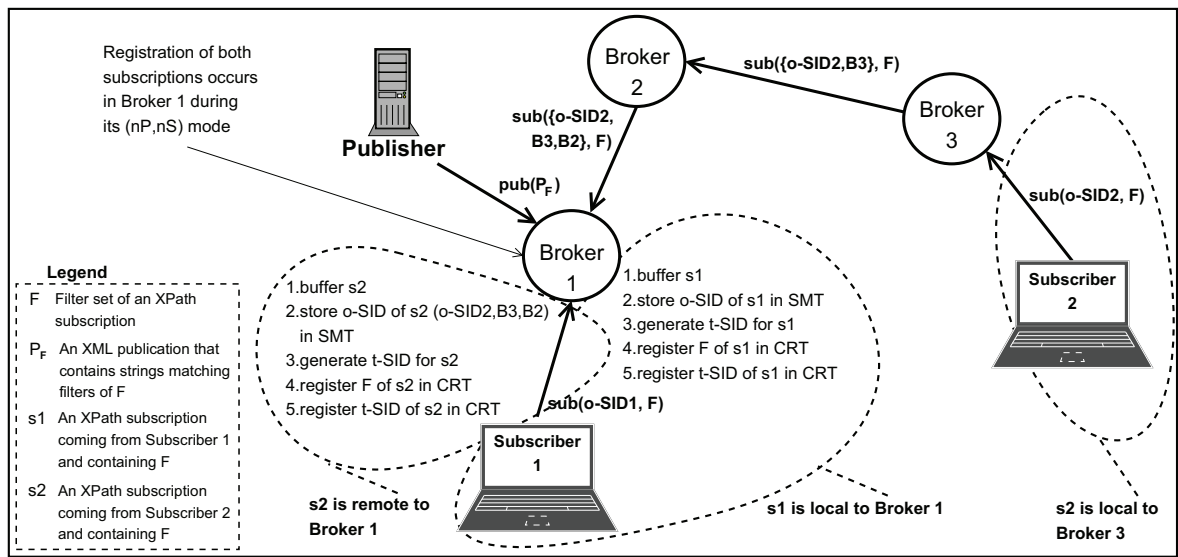 Registration of both
subscriptions occurs
in Broker 1 during
its (nP,nS) mode
Publisher
pub(P_F)
Broker
2
sub({o-SID2,B3}, F)
Broker
3
sub({o-SID2,
B3,B2}, F)
sub(o-SID2, F)
Subscriber
2
Broker
1
1.buffer s2
2.store o-SID of s2 (o-SID2,B3,B2)
in SMT
3.generate t-SID for s2
4.register F of s2 in CRT
5.register t-SID of s2 in CRT
1.buffer s1
2.store o-SID of s1 in SMT
3.generate t-SID for s1
4.register F of s1 in CRT
5.register t-SID of s1 in CRT
sub(o-SID1, F)
Subscriber
1
s2 is remote to
Broker 1
s1 is local to Broker 1
s2 is local to
Broker 3
Legend
F Filter set of an XPath
subscription
P_F An XML publication that
contains strings matching
filters of F
s1 An XPath subscription
coming from Subscriber 1
and containing F
s2 An XPath subscription
coming from Subscriber 2
and containing F